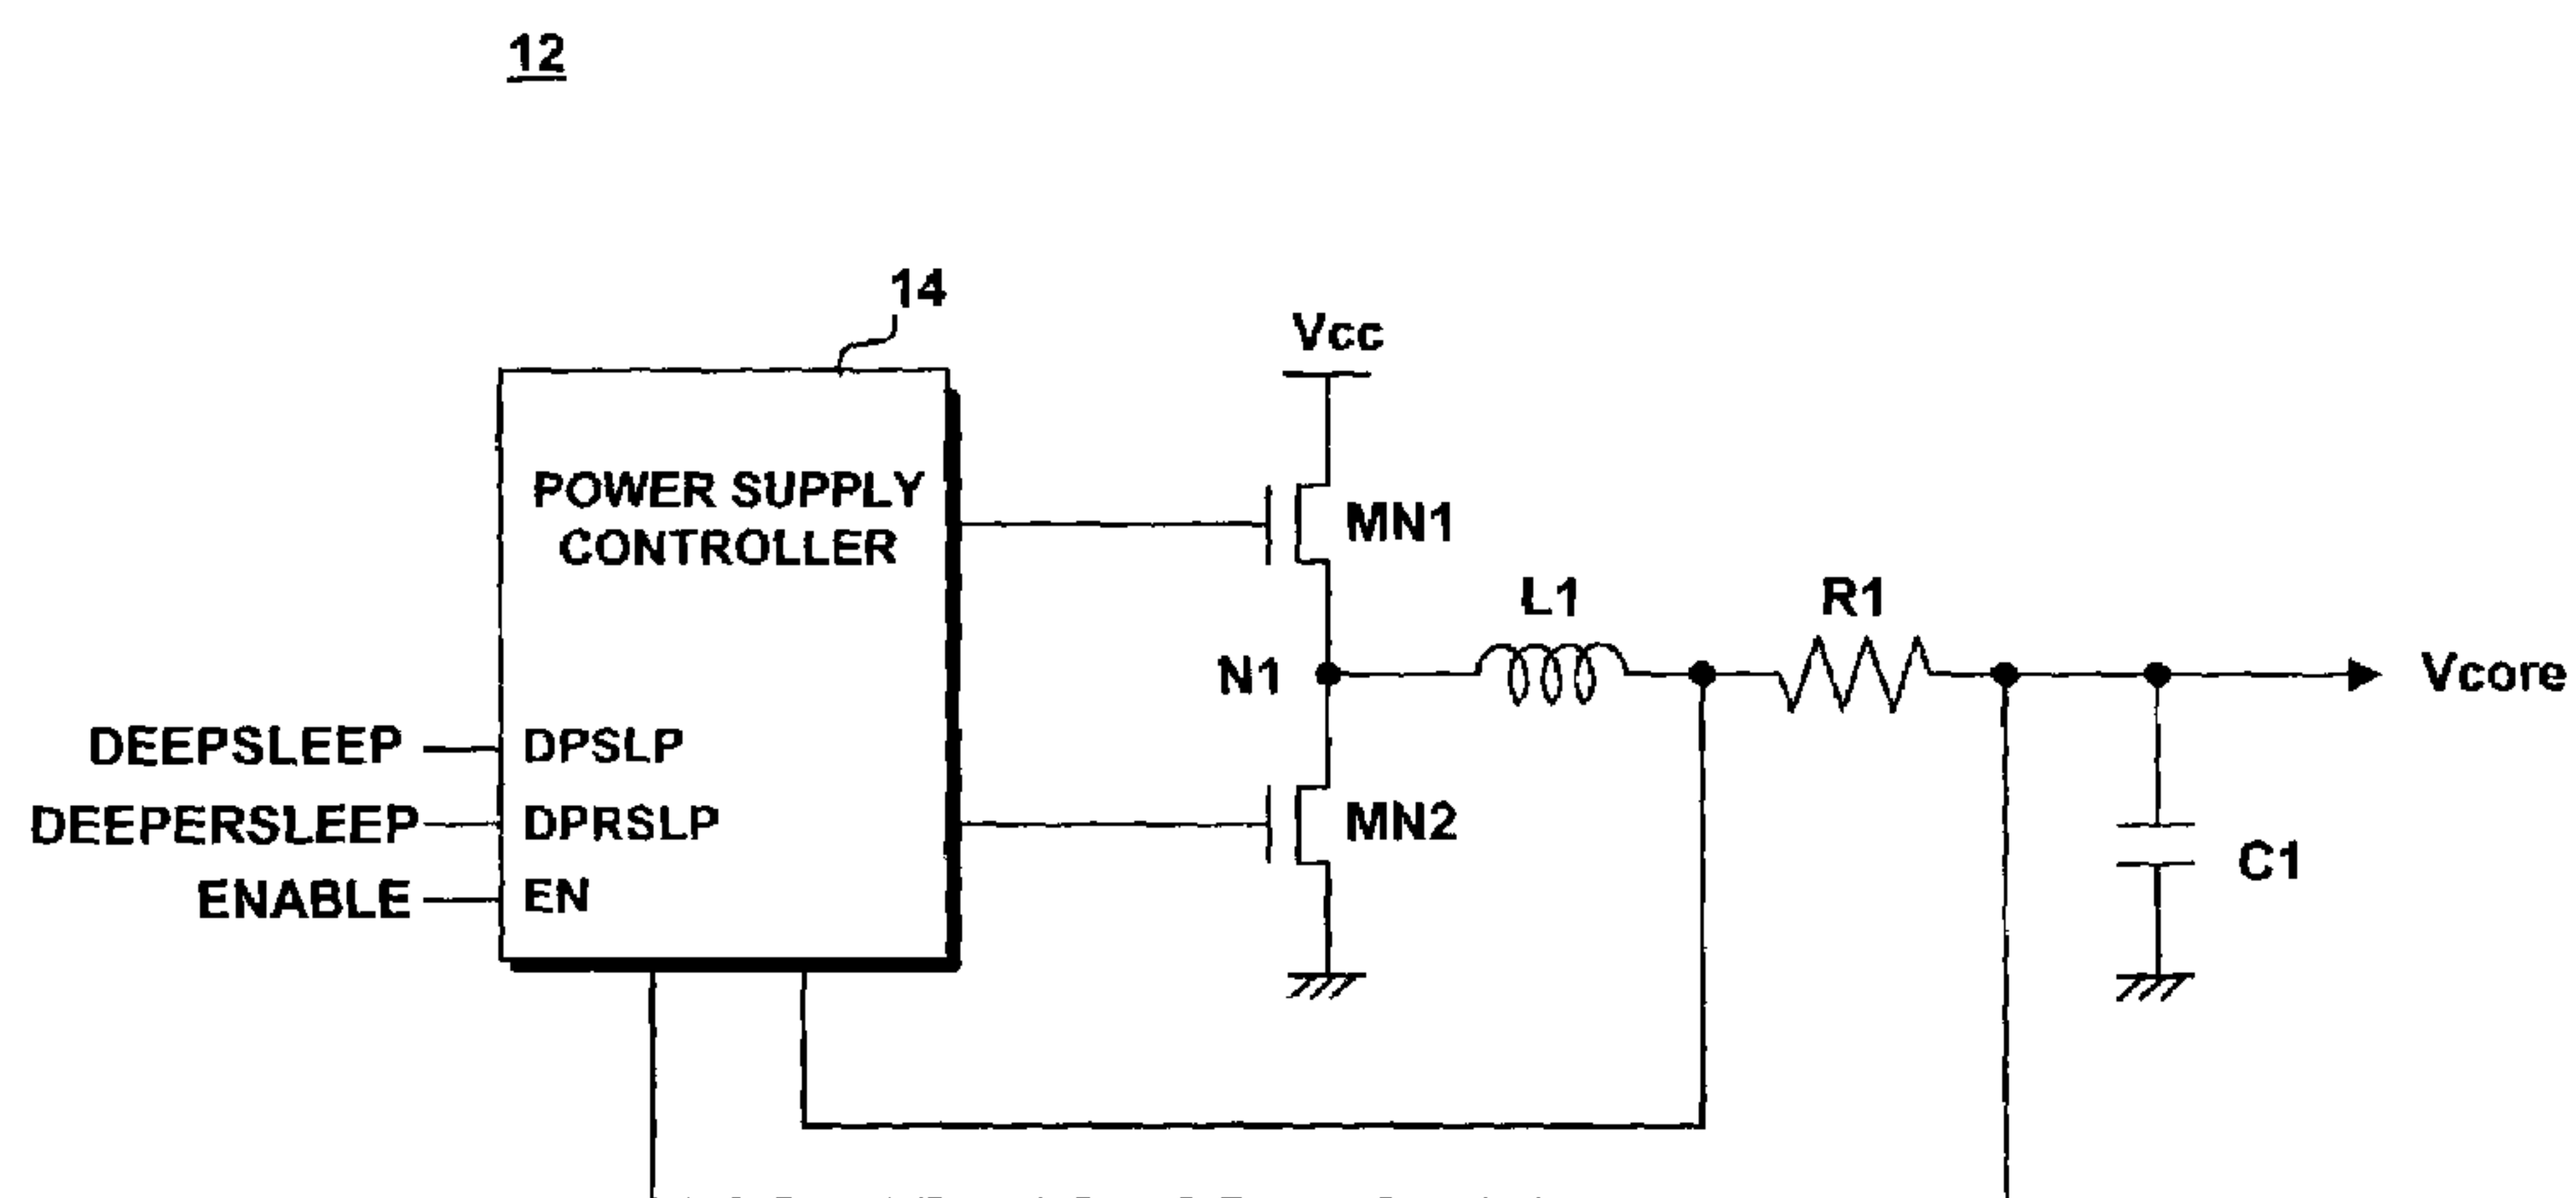 12
14
Vcc
POWER SUPPLY
CONTROLLER
MN1
L1
R1
N1
Vcore
DEEPSLEEP
DPSLP
DEEPERSLEEP
DPRSLP
MN2
C1
ENABLE
EN